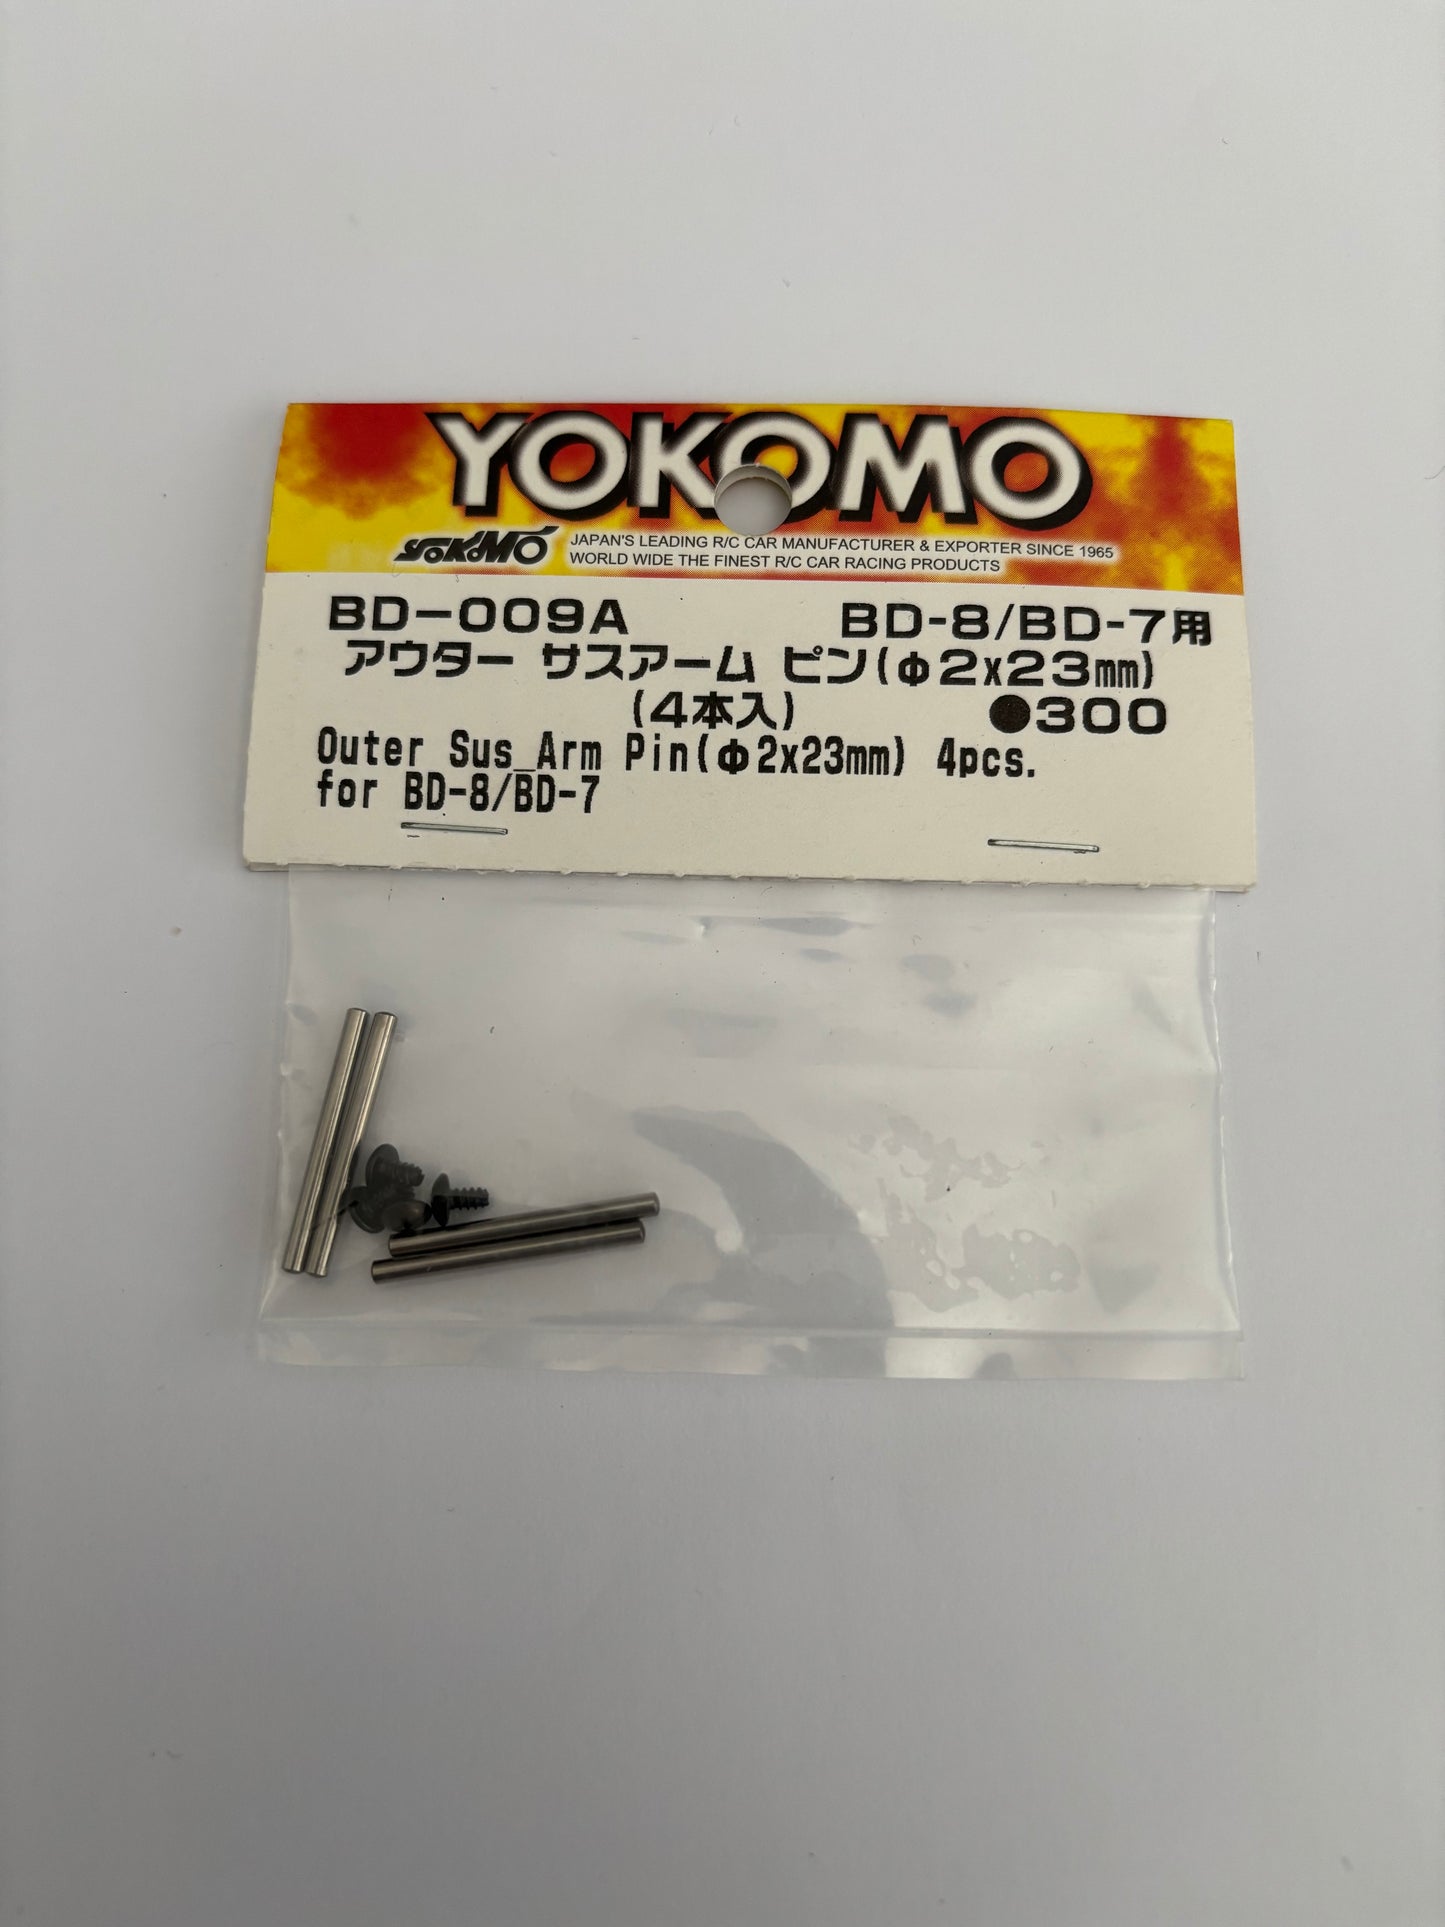 YOKOMO
YOKOMO JAPAN'S LEADING R/C CAR MANUFACTURER & EXPORTER SINCE 1965
WORLD WIDE THE FINEST R/C CAR RACING PRODUCTS
BD-009A BD-8/BD-7用
アウター サスアーム ピン(Φ2x23mm)
(4本入) ●300
Outer Sus_Arm Pin(Φ2x23mm) 4pcs.
for BD-8/BD-7